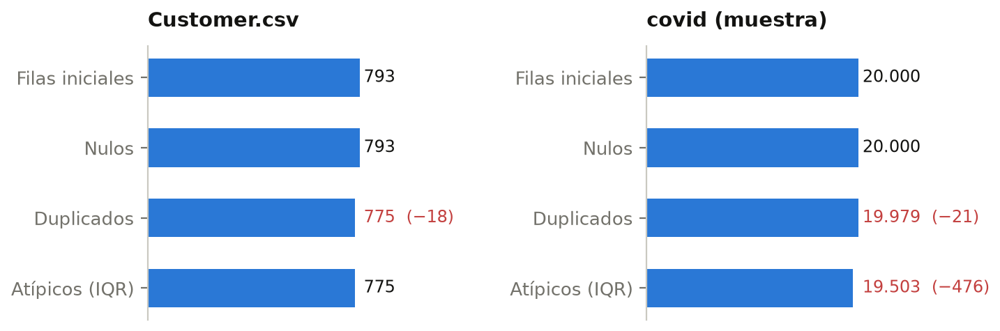 Customer.csv
Filas iniciales 793
Nulos 793
Duplicados 775 (−18)
Atípicos (IQR) 775
covid (muestra)
Filas iniciales 20.000
Nulos 20.000
Duplicados 19.979 (−21)
Atípicos (IQR) 19.503 (−476)